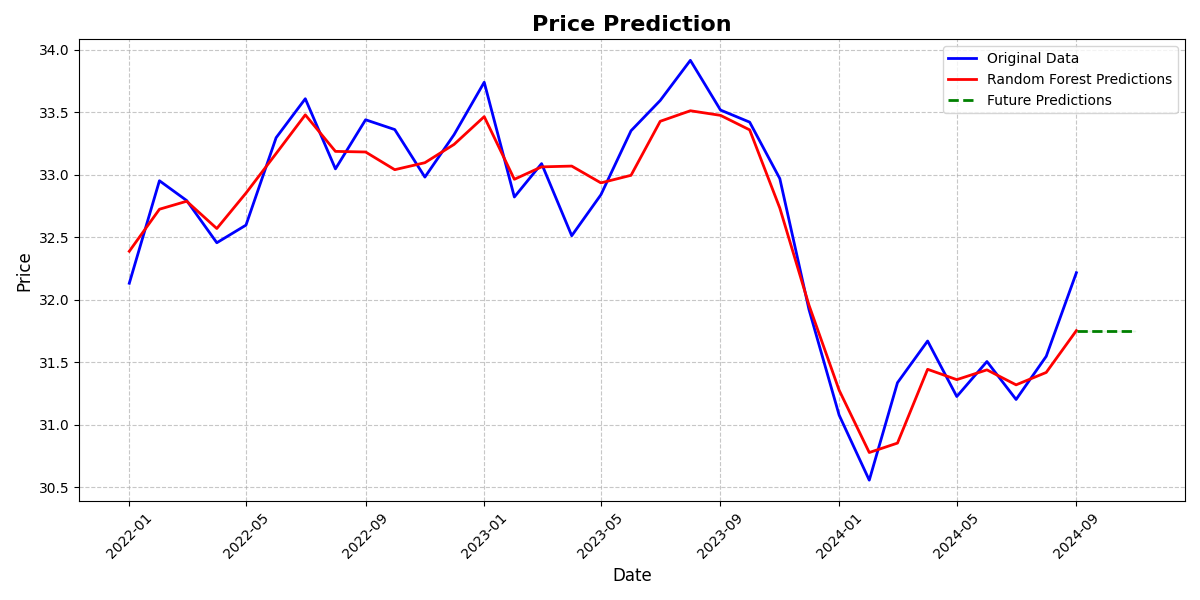 Price Prediction
Original Data
Random Forest Predictions
Future Predictions
Price
34.0
33.5
33.0
32.5
32.0
31.5
31.0
30.5
2022-01
2022-05
2022-09
2023-01
2023-05
2023-09
2024-01
2024-05
2024-09
Date